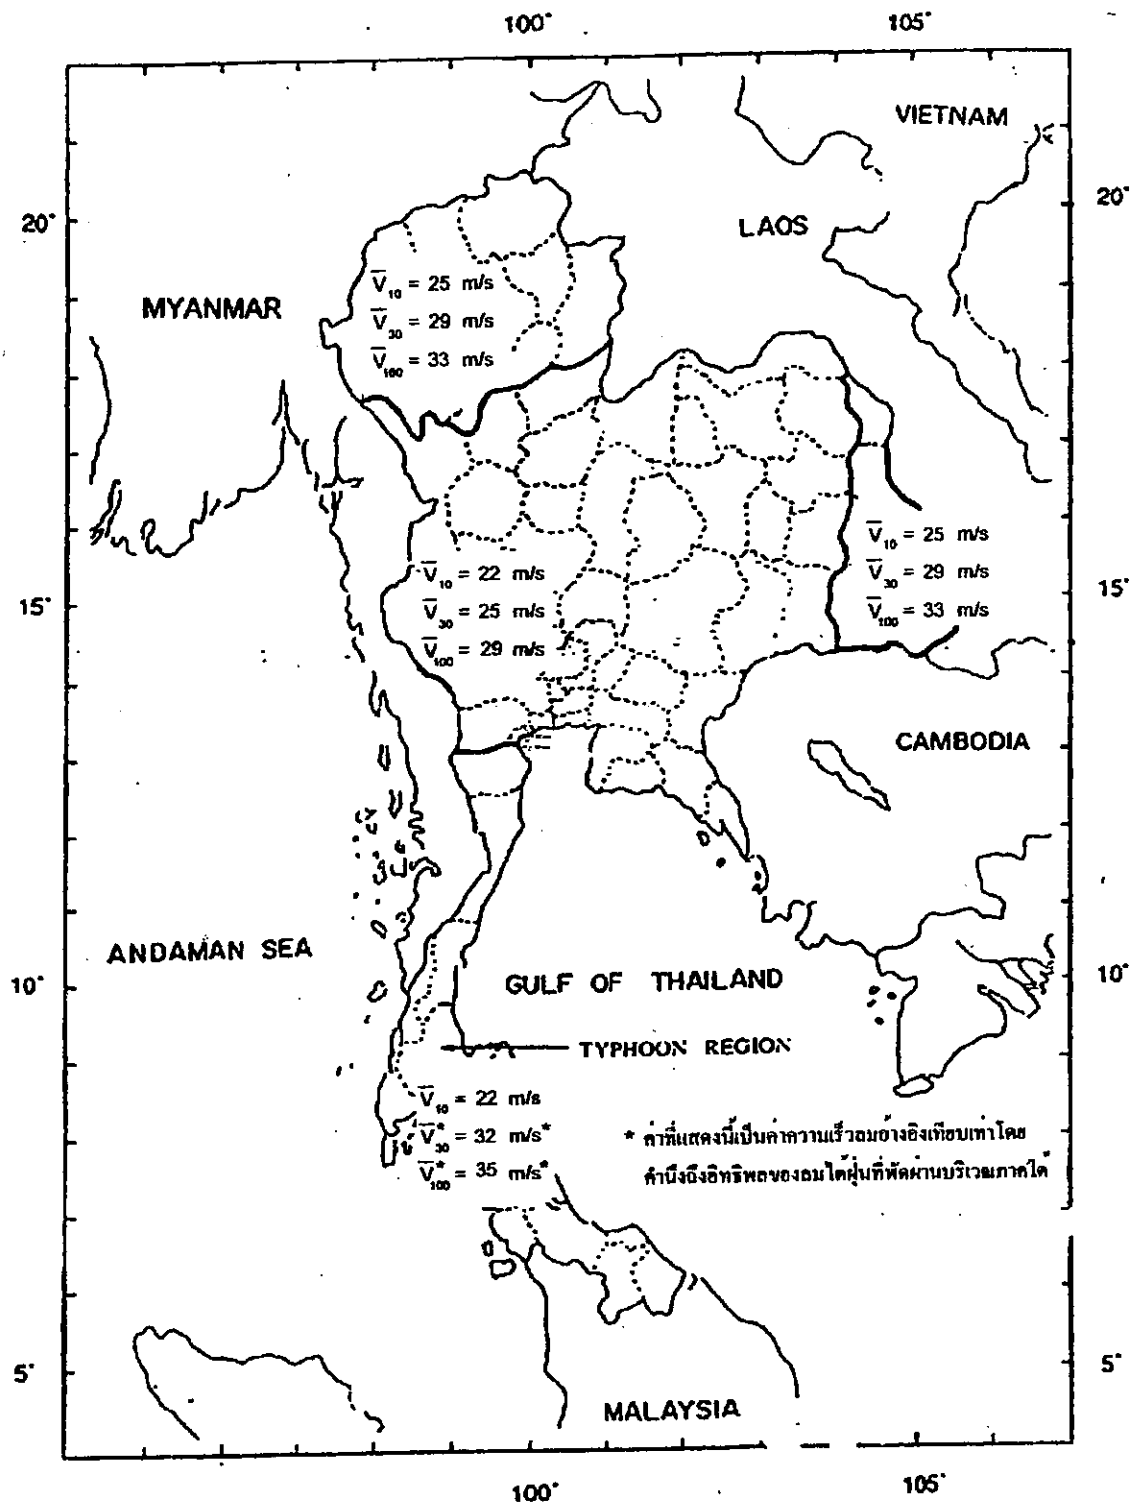 100° 105°
VIETNAM
20° 20°
LAOS
V̅₁₀ = 25 m/s
MYANMAR
V̅₃₀ = 29 m/s
V̅₁₀₀ = 33 m/s
V̅₁₀ = 25 m/s
V̅₁₀ = 22 m/s
V̅₃₀ = 29 m/s
15° 15°
V̅₃₀ = 25 m/s
V̅₁₀₀ = 33 m/s
V̅₁₀₀ = 29 m/s
CAMBODIA
ANDAMAN SEA
10° 10°
GULF OF THAILAND
TYPHOON REGION
V̅₁₀ = 22 m/s
V̅*₃₀ = 32 m/s*
V̅*₁₀₀ = 35 m/s*
* ค่าที่แสดงนี้เป็นค่าความเร็วลมอ้างอิงเทียบเท่าโดย
คำนึงถึงอิทธิพลของลมไต้ฝุ่นที่พัดผ่านบริเวณภาคใต้
5° 5°
MALAYSIA
100° 105°